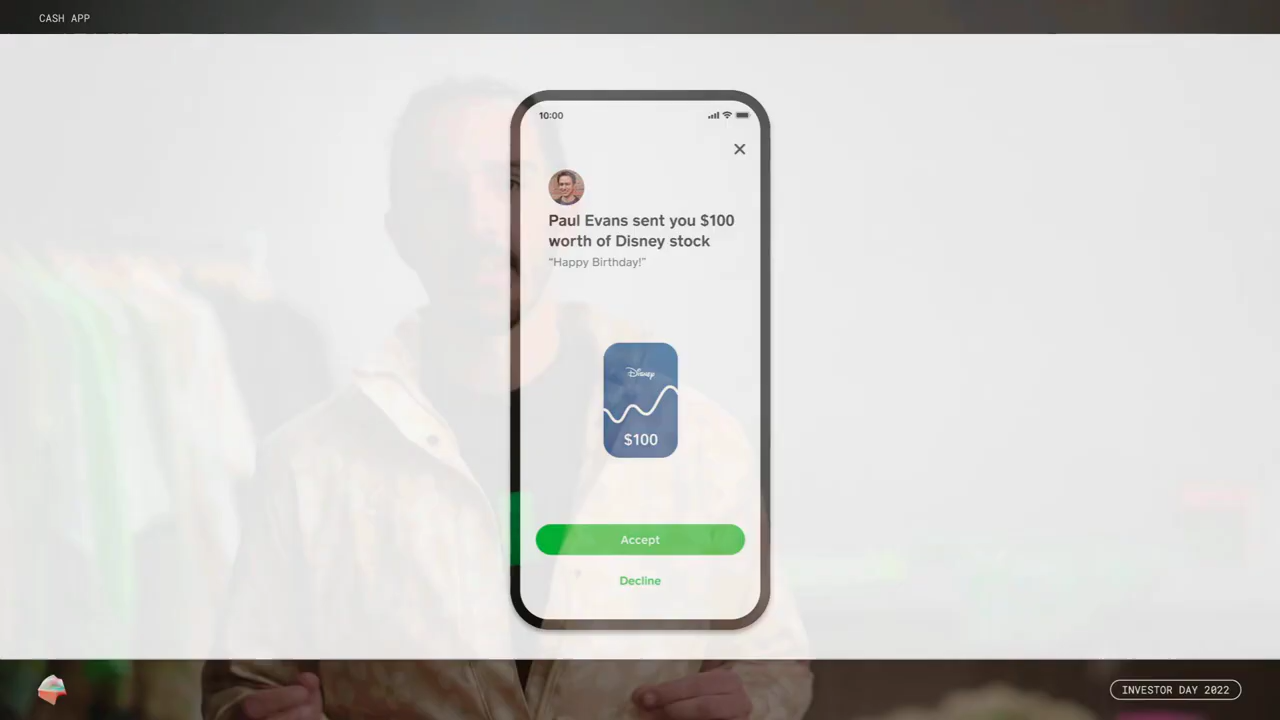 CASH APP
10:00
Paul Evans sent you $100
worth of Disney stock
“Happy Birthday!”
Disney
$100
Accept
Decline
INVESTOR DAY 2022